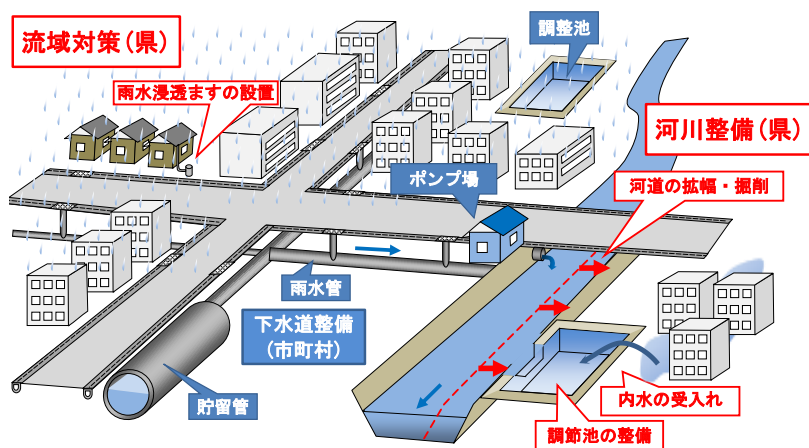 流域対策(県)
雨水浸透ますの設置
調整池
河川整備(県)
ポンプ場
河道の拡幅・掘削
雨水管
下水道整備
(市町村)
貯留管
内水の受入れ
調節池の整備